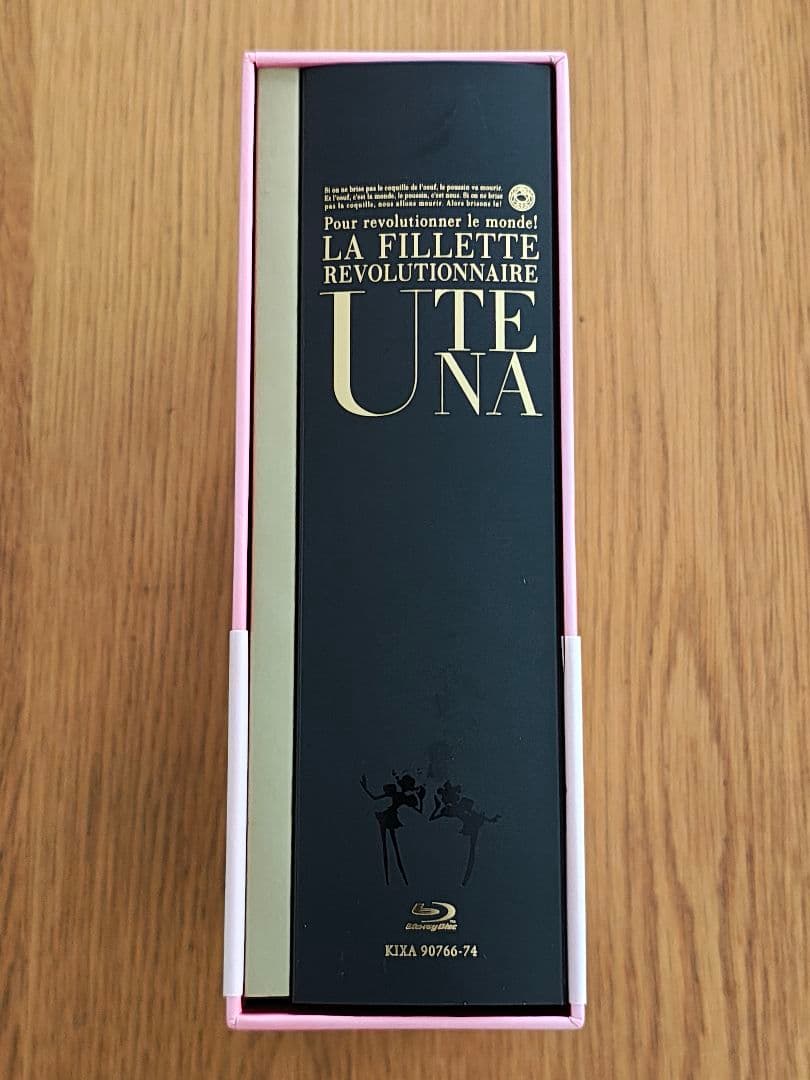 Si on ne brise pas le coquille de l'oeuf, le poussin va mourir.
Et l'oeuf, c'est la monde, le poussin, c'est nous. Si on ne brise
pas la coquille, nous allons mourir. Alors brisons la!
Pour revolutionner le monde!
LA FILLETTE
REVOLUTIONNAIRE
UTENA
Blu-ray Disc
KIXA 90766-74